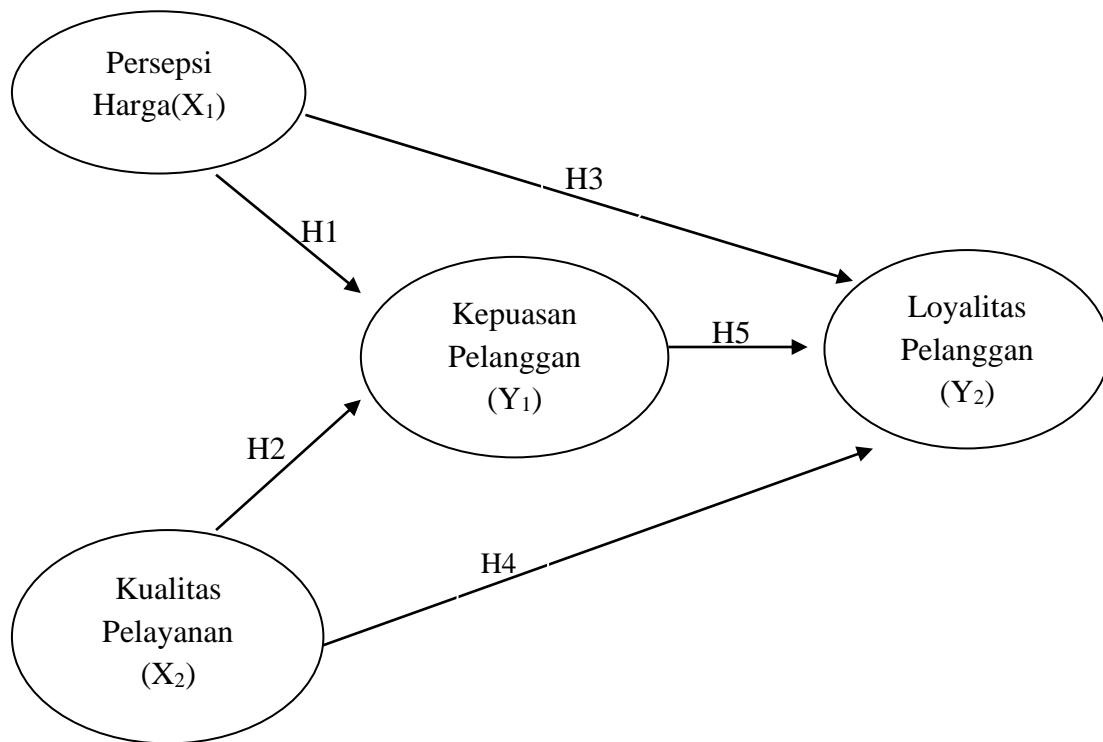 Persepsi
Harga(X₁)
H3
H1
Kepuasan
Pelanggan
(Y₁)
H5
Loyalitas
Pelanggan
(Y₂)
H2
H4
Kualitas
Pelayanan
(X₂)